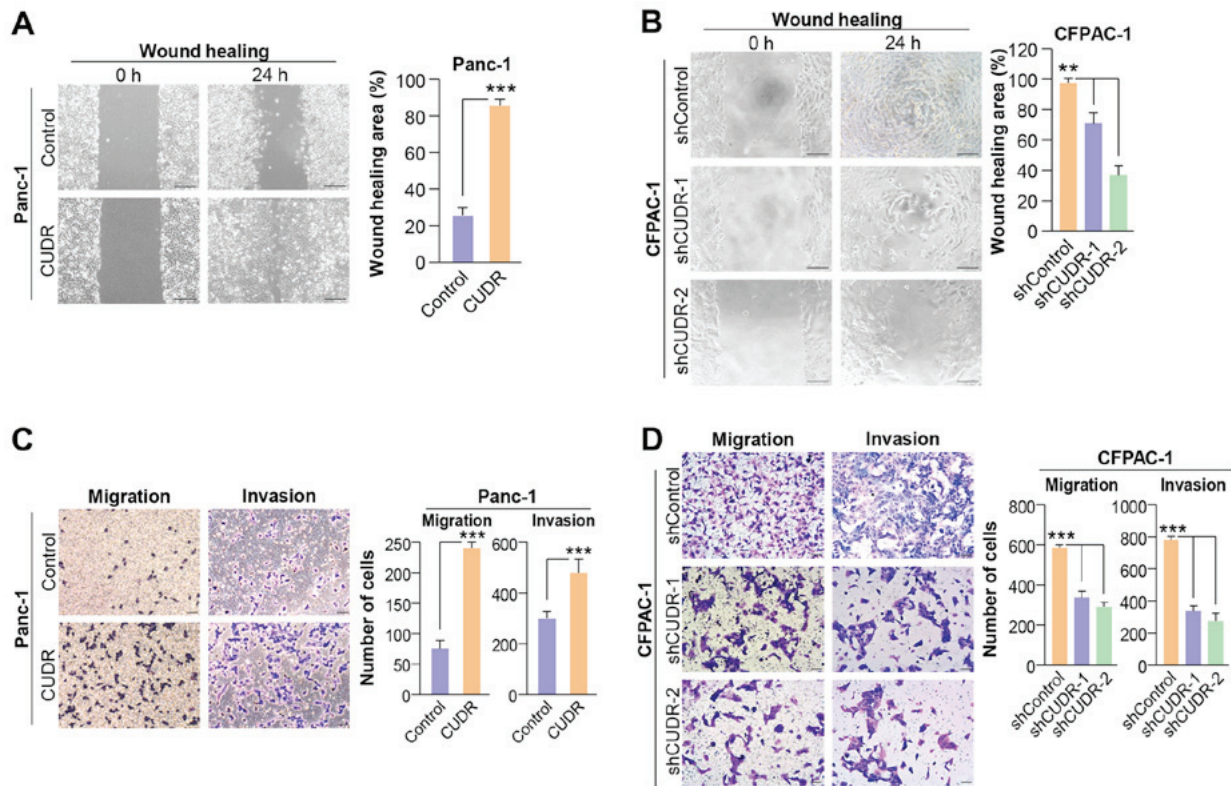 A
Wound healing
0 h
24 h
Panc-1
Control
CUDR
Panc-1
***
Wound healing area (%)
100
80
60
40
20
0
Control
CUDR
B
Wound healing
0 h
24 h
CFPAC-1
shControl
shCUDR-1
shCUDR-2
CFPAC-1
**
Wound healing area (%)
120
100
80
60
40
20
0
shControl
shCUDR-1
shCUDR-2
C
Migration
Invasion
Panc-1
Control
CUDR
Panc-1
Migration
Invasion
Number of cells
250
200
150
100
50
0
***
Control
CUDR
600
400
200
0
***
Control
CUDR
D
Migration
Invasion
CFPAC-1
shControl
shCUDR-1
shCUDR-2
CFPAC-1
Migration
Invasion
Number of cells
800
600
400
200
0
***
shControl
shCUDR-1
shCUDR-2
1000
800
600
400
200
0
***
shControl
shCUDR-1
shCUDR-2